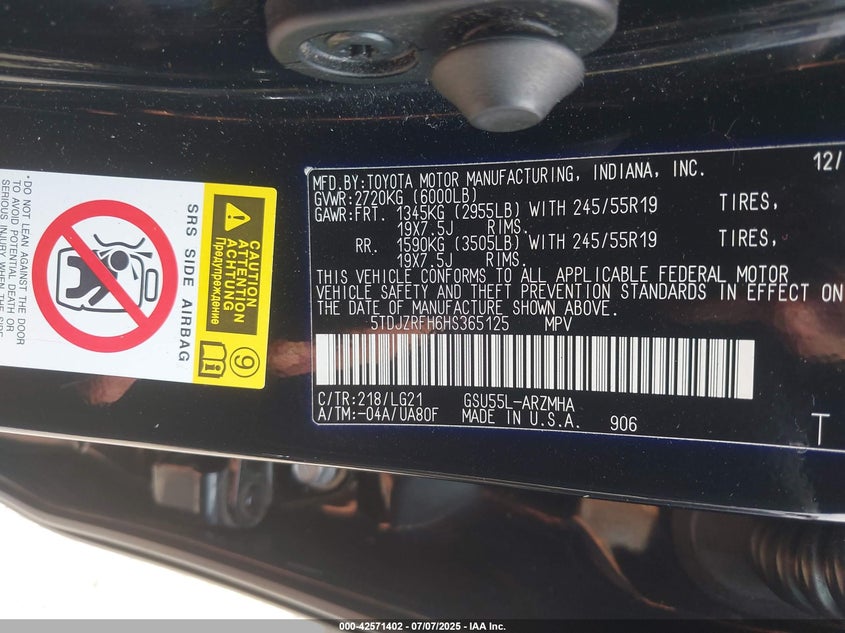 MFD.BY:TOYOTA MOTOR MANUFACTURING, INDIANA, INC. 12/
GVWR:2720KG (6000LB)
GAWR:FRT. 1345KG (2955LB) WITH 245/55R19 TIRES,
19X7.5J RIMS.
RR. 1590KG (3505LB) WITH 245/55R19 TIRES,
19X7.5J RIMS.
THIS VEHICLE CONFORMS TO ALL APPLICABLE FEDERAL MOTOR
VEHICLE SAFETY AND THEFT PREVENTION STANDARDS IN EFFECT ON
THE DATE OF MANUFACTURE SHOWN ABOVE.
5TDJZRFH6HS365125 MPV
C/TR:218/LG21 GSU55L-ARZMHA
A/TM:-04A/UA80F MADE IN U.S.A. 906
T
CAUTION
ATTENTION
ACHTUNG
Предупреждение
9
SRS SIDE AIRBAG
•DO NOT LEAN AGAINST THE DOOR
TO AVOID POTENTIAL DEATH OR
SERIOUS INJURY WHEN THE SIDE
000-42571402 - 07/07/2025 - IAA Inc.